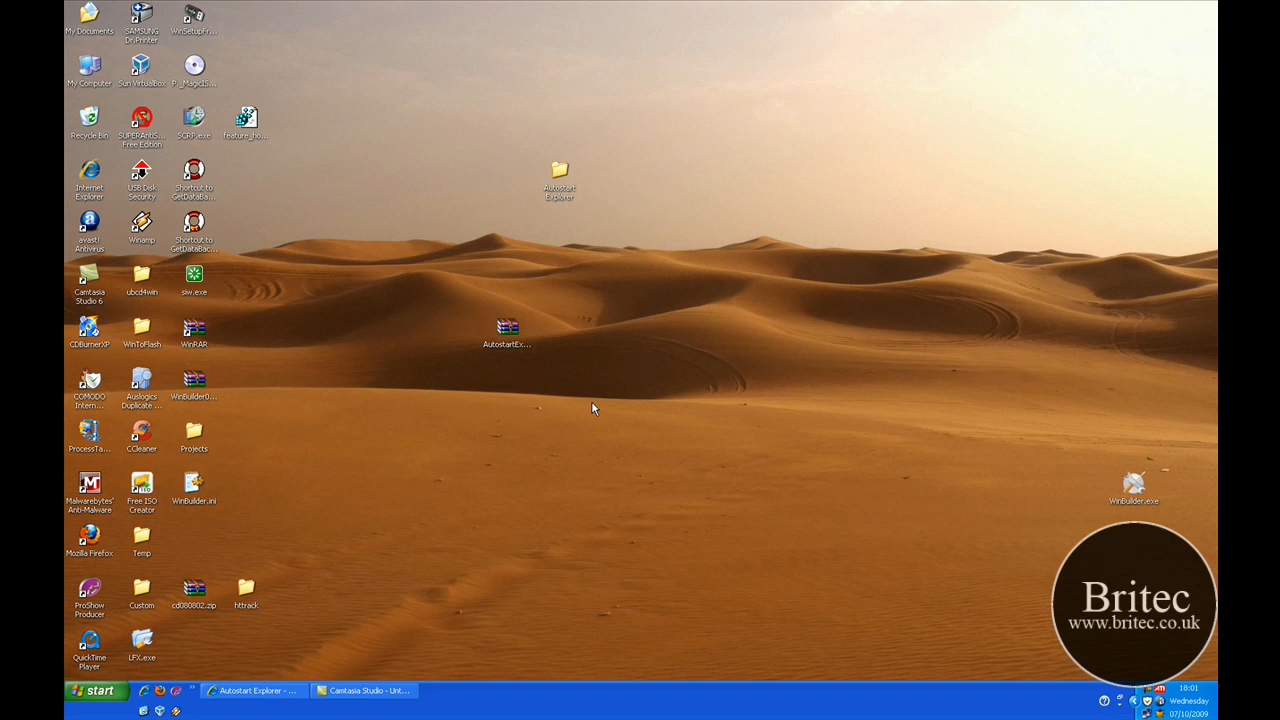 My Documents
SAMSUNG
Dr.Printer
WinSetupFr...
My Computer
Sun VirtualBox
P._MagicIS...
Recycle Bin
SUPERAntiS...
Free Edition
SCRP.exe
feature_ho...
Internet
Explorer
USB Disk
Security
Shortcut to
GetDataBa...
Autostart
Explorer
avast!
Antivirus
Winamp
Shortcut to
GetDataBac...
Camtasia
Studio 6
ubcd4win
siw.exe
CDBurnerXP
WinToFlash
WinRAR
AutostartEx...
COMODO
Intern...
Auslogics
Duplicate ...
WinBuilder0...
ProcessTa...
CCleaner
Projects
Malwarebytes'
Anti-Malware
Free ISO
Creator
WinBuilder.ini
WinBuilder.exe
Mozilla Firefox
Temp
ProShow
Producer
Custom
cd080802.zip
httrack
QuickTime
Player
LFX.exe
Britec
www.britec.co.uk
start
Autostart Explorer - ...
Camtasia Studio - Unt...
18:01
Wednesday
07/10/2009